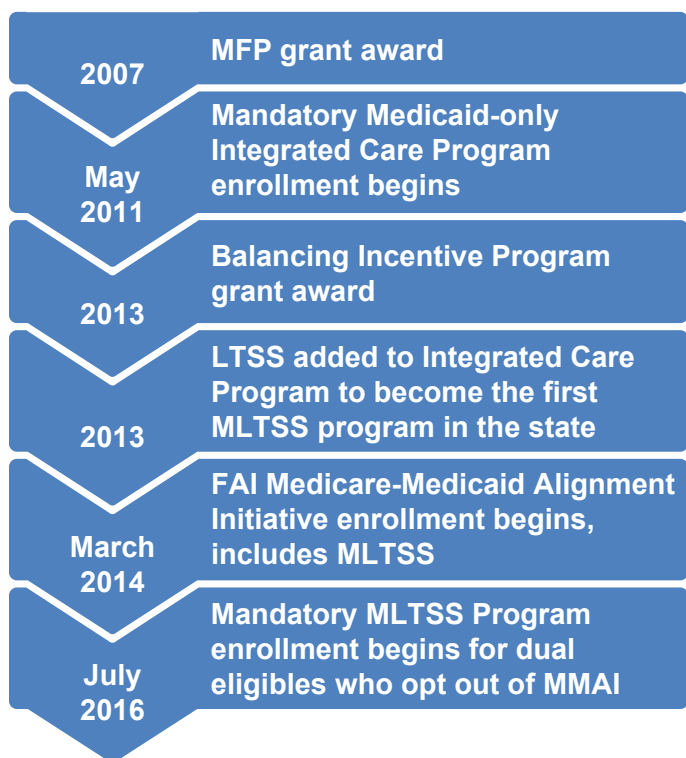 2007
MFP grant award
May
2011
Mandatory Medicaid-only
Integrated Care Program
enrollment begins
2013
Balancing Incentive Program
grant award
2013
LTSS added to Integrated Care
Program to become the first
MLTSS program in the state
March
2014
FAI Medicare-Medicaid Alignment
Initiative enrollment begins,
includes MLTSS
July
2016
Mandatory MLTSS Program
enrollment begins for dual
eligibles who opt out of MMAI